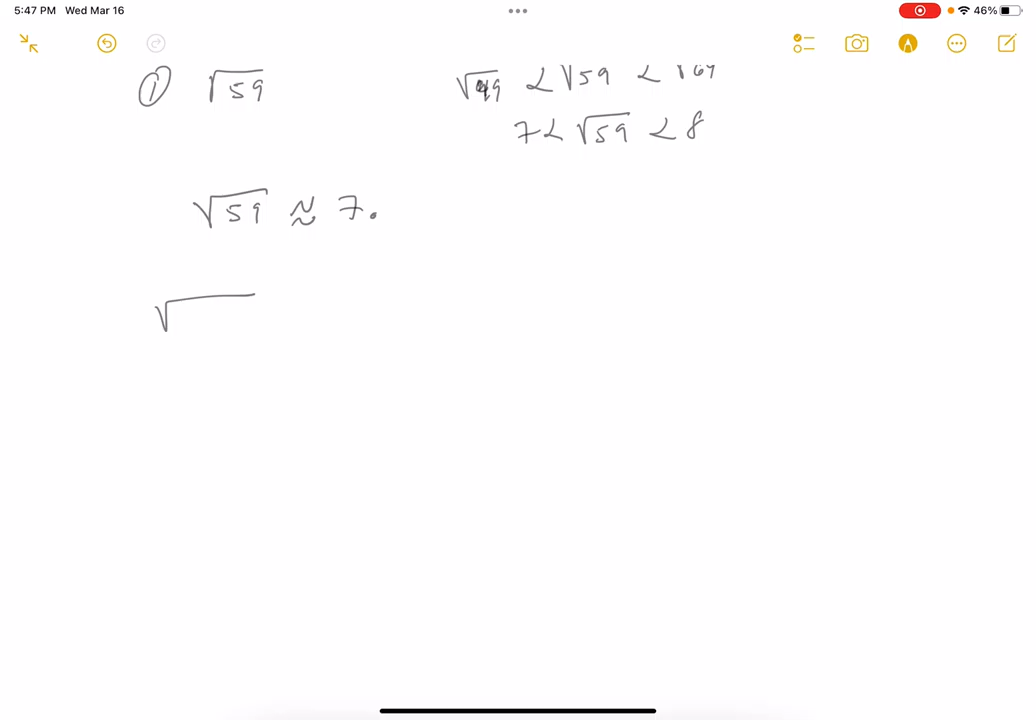 5:47 PM Wed Mar 16
46%
① √59 √49 < √59 < √64
7 < √59 < 8
√59 ≈ 7.
√